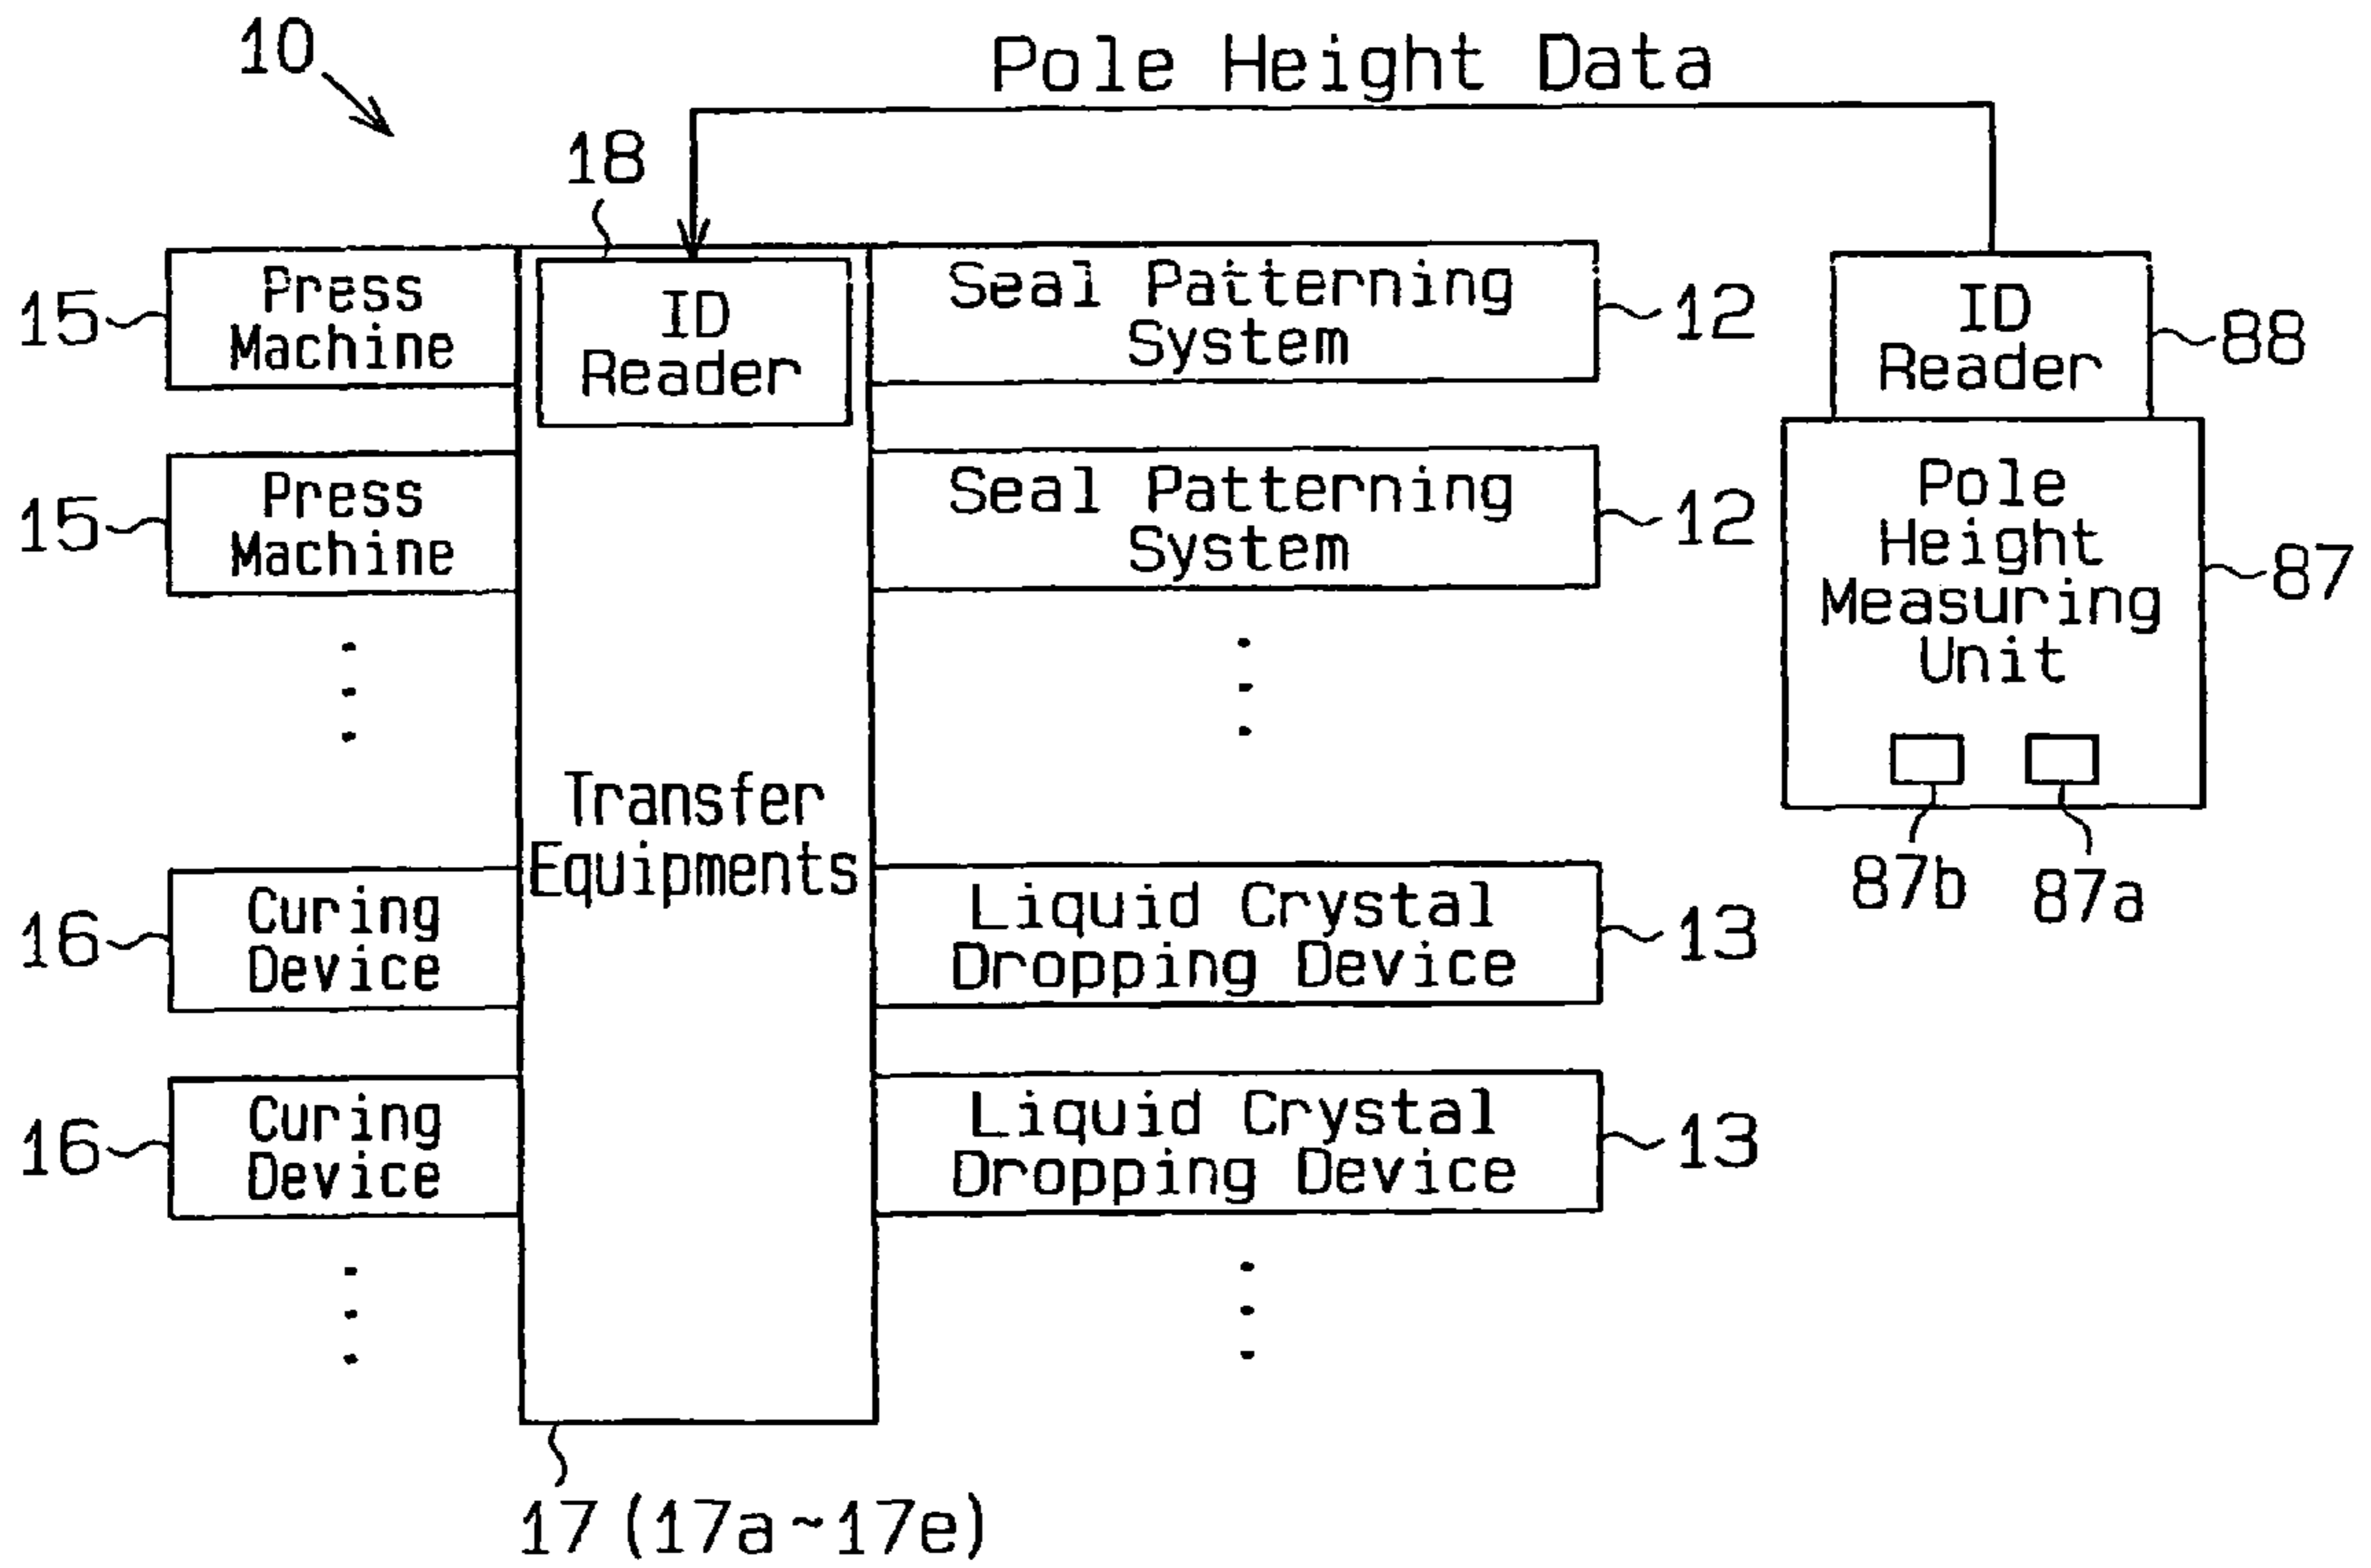 10
Pole Height Data
18
15
Press
Machine
ID
Reader
Seal Patterning
System
12
ID
Reader
88
15
Press
Machine
Seal Patterning
System
12
Pole
Height
Measuring
Unit
87
87b
87a
Transfer
Equipments
16
Curing
Device
Liquid Crystal
Dropping Device
13
16
Curing
Device
Liquid Crystal
Dropping Device
13
17(17a~17e)